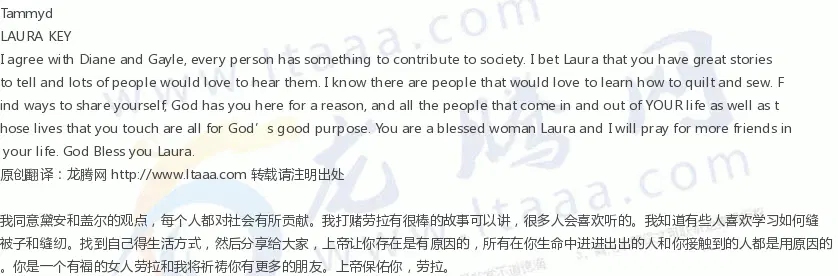 Tammyd
LAURA KEY
I agree with Diane and Gayle, every person has something to contribute to society. I bet Laura that you have great stories
to tell and lots of people would love to hear them. I know there are people that would love to learn how to quilt and sew. F
ind ways to share yourself, God has you here for a reason, and all the people that come in and out of YOUR life as well as t
hose lives that you touch are all for God’s good purpose. You are a blessed woman Laura and I will pray for more friends in
your life. God Bless you Laura.
原创翻译：龙腾网 http://www.ltaaa.com 转载请注明出处
我同意黛安和盖尔的观点，每个人都对社会有所贡献。我打赌劳拉有很棒的故事可以讲，很多人会喜欢听的。我知道有些人喜欢学习如何缝
被子和缝纫。找到自己得生活方式，然后分享给大家，上帝让你存在是有原因的，所有在你生命中进进出出的人和你接触到的人都是用原因的
。你是一个有福的女人劳拉和我将祈祷你有更多的朋友。上帝保佑你，劳拉。
龙腾网
www.ltaaa.com